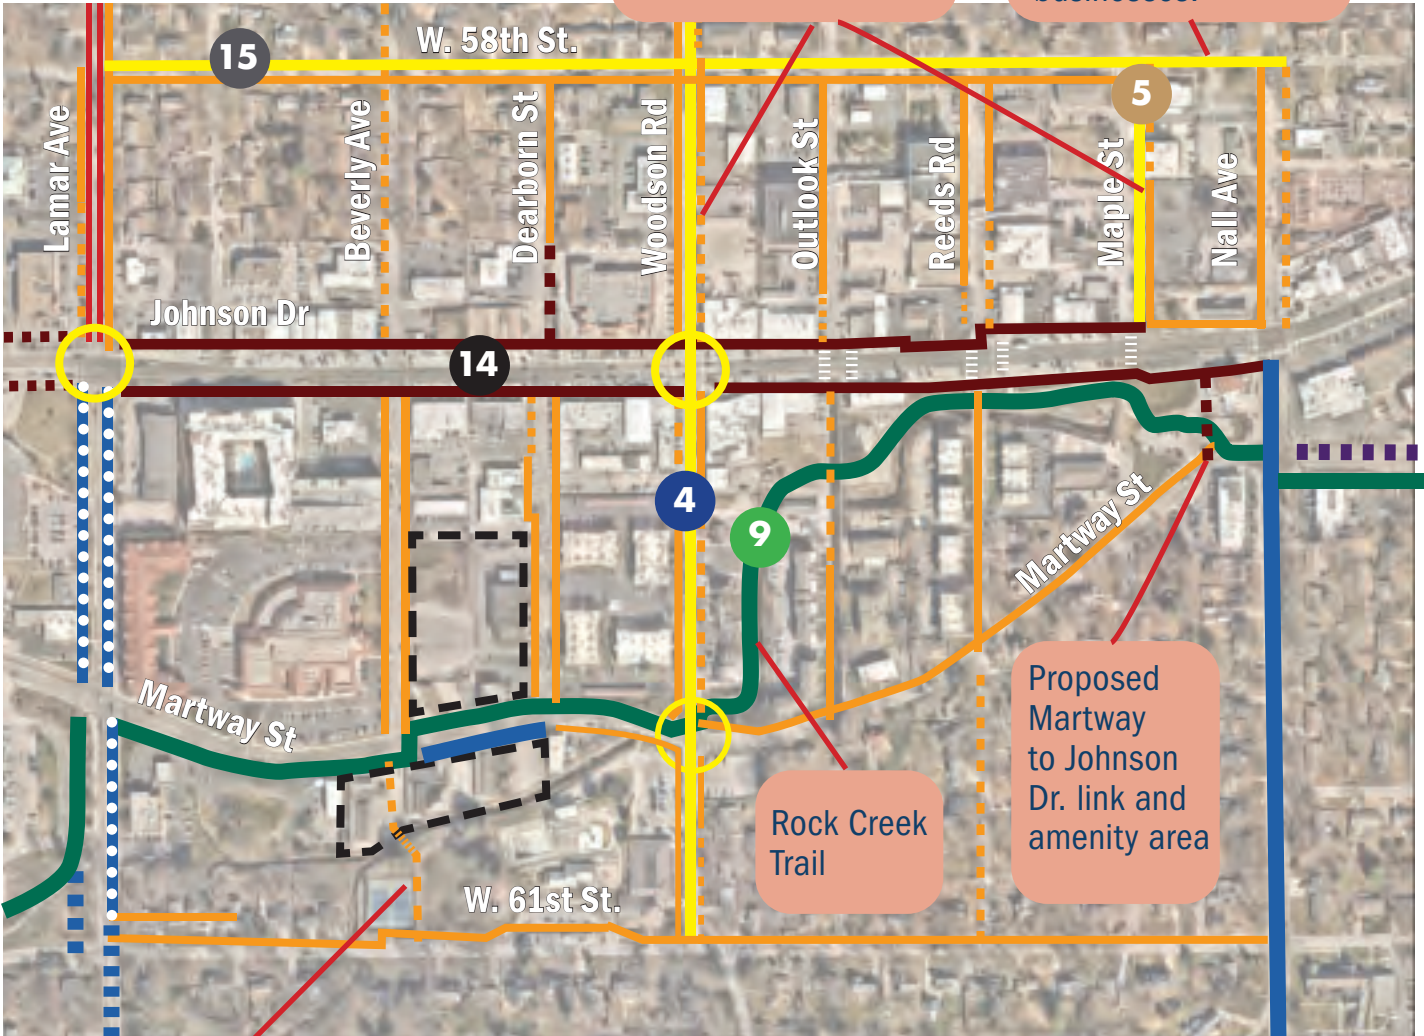 businesses.
W. 58th St.
15
5
Lamar Ave
Beverly Ave
Dearborn St
Woodson Rd
Outlook St
Reeds Rd
Maple St
Nall Ave
Johnson Dr
14
4
9
Martway St
Martway St
Proposed
Martway
to Johnson
Dr. link and
amenity area
Rock Creek
Trail
W. 61st St.